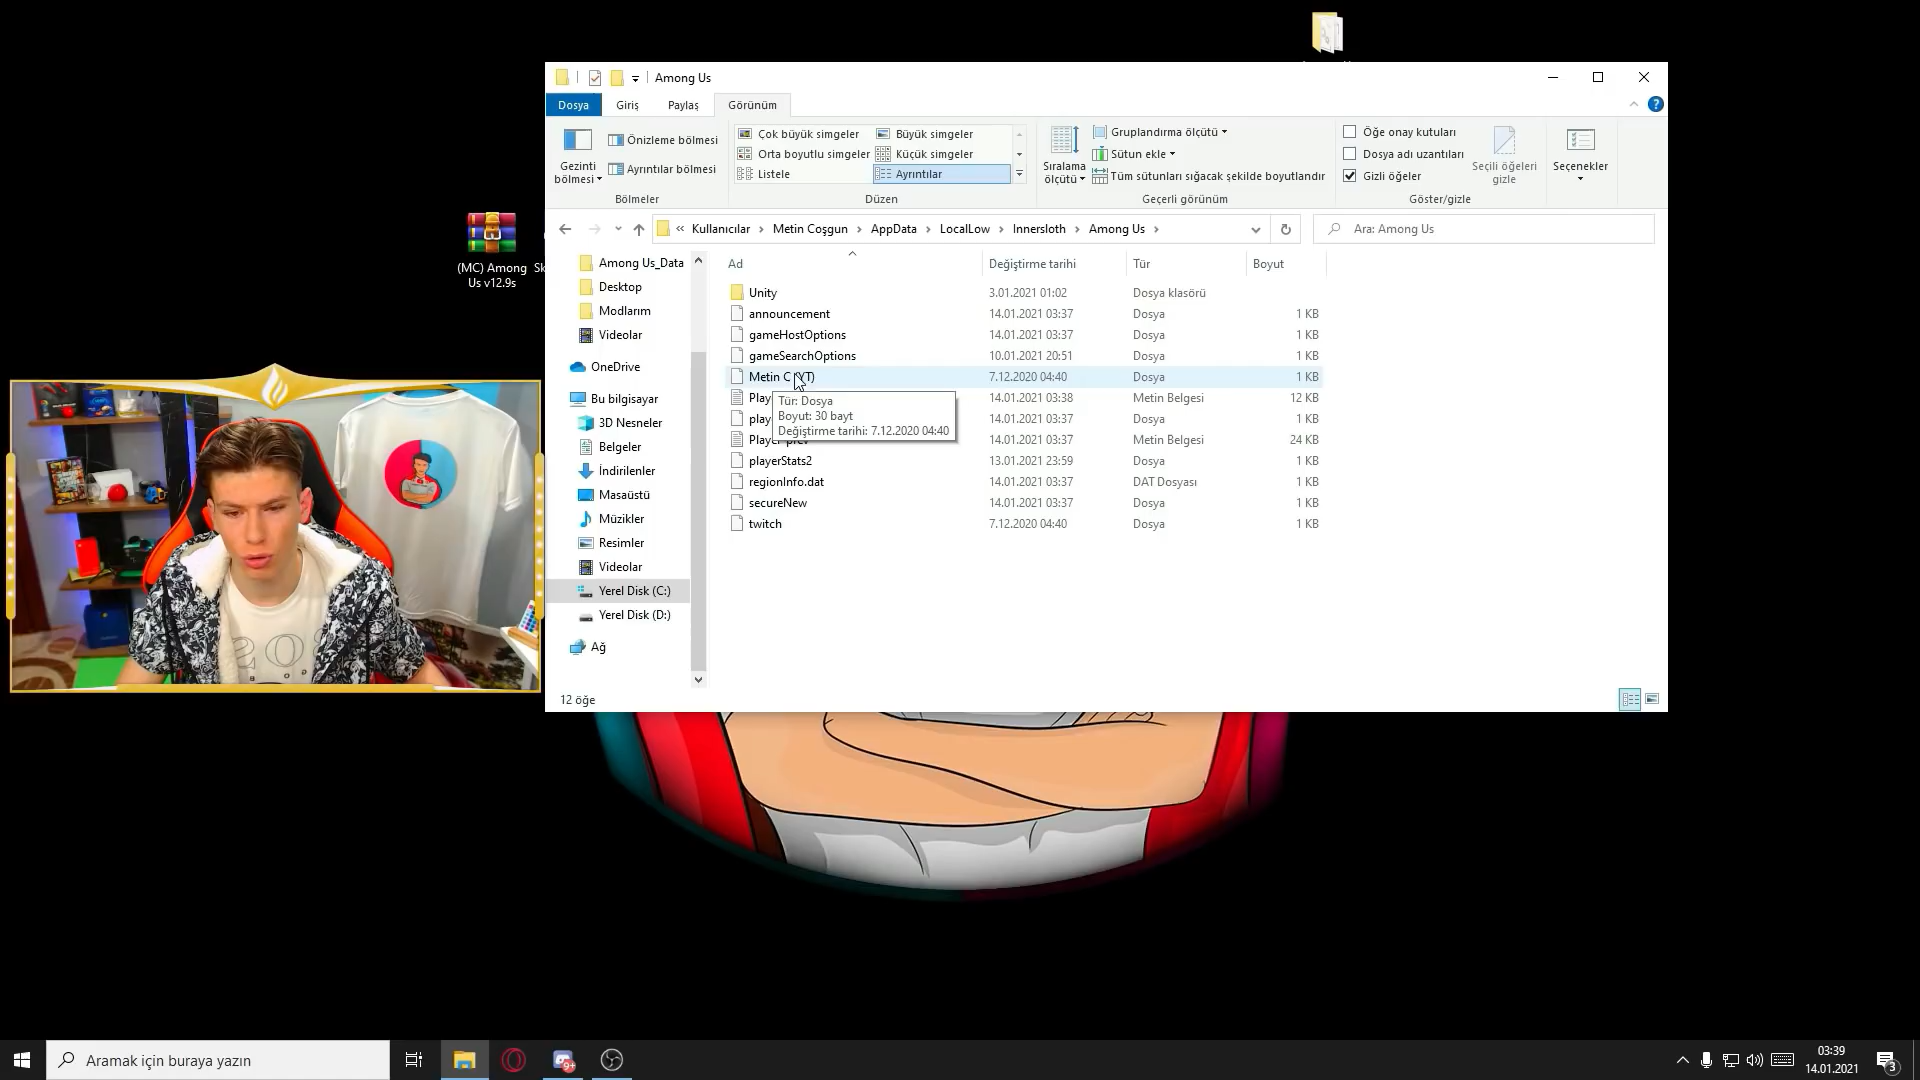 Among Us
Dosya Giriş Paylaş Görünüm
Gezinti bölmesi
Önizleme bölmesi
Ayrıntılar bölmesi
Bölmeler
Çok büyük simgeler
Büyük simgeler
Orta boyutlu simgeler
Küçük simgeler
Listele
Ayrıntılar
Düzen
Sıralama ölçütü
Gruplandırma ölçütü
Sütun ekle
Tüm sütunları sığacak şekilde boyutlandır
Geçerli görünüm
Öğe onay kutuları
Dosya adı uzantıları
Gizli öğeler
Seçili öğeleri gizle
Göster/gizle
Seçenekler
« Kullanıcılar › Metin Coşgun › AppData › LocalLow › Innersloth › Among Us ›
Ara: Among Us
(MC) Among
Us v12.9s
Sk
Among Us_Data
Desktop
Modlarım
Videolar
OneDrive
Bu bilgisayar
3D Nesneler
Belgeler
İndirilenler
Masaüstü
Müzikler
Resimler
Videolar
Yerel Disk (C:)
Yerel Disk (D:)
Ağ
Ad Değiştirme tarihi Tür Boyut
Unity 3.01.2021 01:02 Dosya klasörü
announcement 14.01.2021 03:37 Dosya 1 KB
gameHostOptions 14.01.2021 03:37 Dosya 1 KB
gameSearchOptions 10.01.2021 20:51 Dosya 1 KB
Metin C (YT) 7.12.2020 04:40 Dosya 1 KB
Play 14.01.2021 03:38 Metin Belgesi 12 KB
play 14.01.2021 03:37 Dosya 1 KB
Player-prev 14.01.2021 03:37 Metin Belgesi 24 KB
playerStats2 13.01.2021 23:59 Dosya 1 KB
regionInfo.dat 14.01.2021 03:37 DAT Dosyası 1 KB
secureNew 14.01.2021 03:37 Dosya 1 KB
twitch 7.12.2020 04:40 Dosya 1 KB
Tür: Dosya
Boyut: 30 bayt
Değiştirme tarihi: 7.12.2020 04:40
12 öğe
Aramak için buraya yazın
9+
03:39
14.01.2021
3